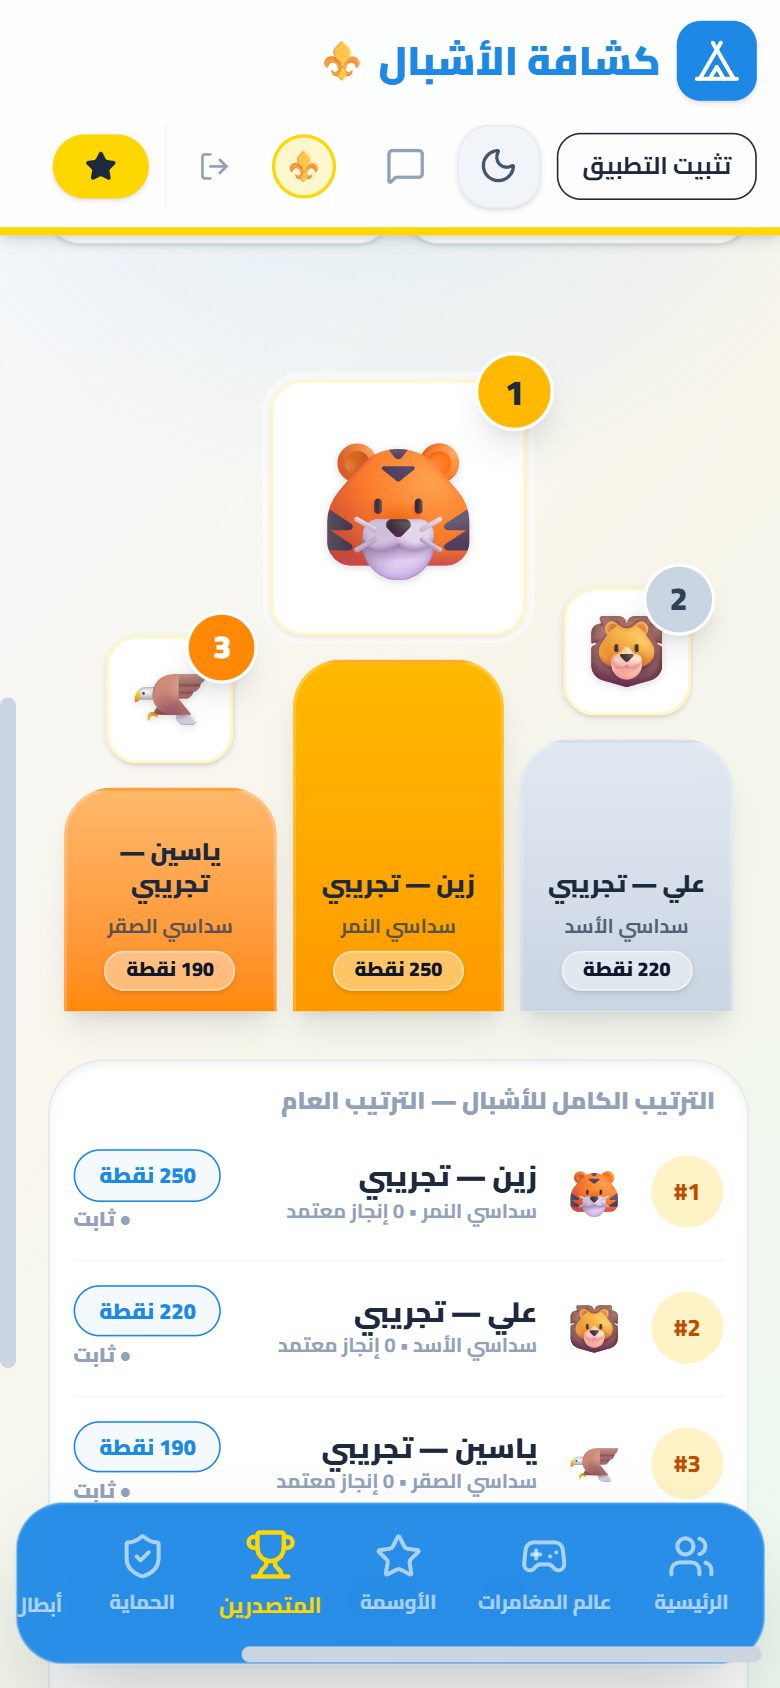 كشافة الأشبال
تثبيت التطبيق
1
2
3
علي — تجريبي
سداسي الأسد
220 نقطة
زين — تجريبي
سداسي النمر
250 نقطة
ياسين —
تجريبي
سداسي الصقر
190 نقطة
الترتيب الكامل للأشبال — الترتيب العام
#1
زين — تجريبي
سداسي النمر • 0 إنجاز معتمد
250 نقطة
● ثابت
#2
علي — تجريبي
سداسي الأسد • 0 إنجاز معتمد
220 نقطة
● ثابت
#3
ياسين — تجريبي
سداسي الصقر • 0 إنجاز معتمد
190 نقطة
● ثابت
الرئيسية
عالم المغامرات
الأوسمة
المتصدرين
الحماية
أبطال